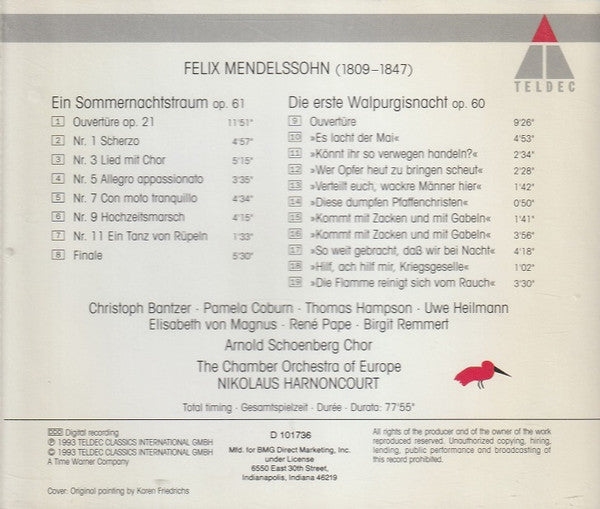 TELDEC
FELIX MENDELSSOHN (1809–1847)
Ein Sommernachtstraum op. 61
1 Ouvertüre op. 21 11'51"
2 Nr. 1 Scherzo 4'57"
3 Nr. 3 Lied mit Chor 5'15"
4 Nr. 5 Allegro appassionato 3'35"
5 Nr. 7 Con moto tranquillo 4'34"
6 Nr. 9 Hochzeitsmarsch 4'15"
7 Nr. 11 Ein Tanz von Rüpeln 1'33"
8 Finale 5'30"
Die erste Walpurgisnacht op. 60
9 Ouvertüre 9'26"
10 »Es lacht der Mai« 4'53"
11 »Könnt ihr so verwegen handeln?« 2'34"
12 »Wer Opfer heut zu bringen scheut« 2'28"
13 »Verteilt euch, wackre Männer hier« 1'42"
14 »Diese dumpfen Pfaffenchristen« 0'50"
15 »Kommt mit Zacken und mit Gabeln« 1'41"
16 »Kommt mit Zacken und mit Gabeln« 3'56"
17 »So weit gebracht, daß wir bei Nacht« 4'18"
18 »Hilf, ach hilf mir, Kriegsgeselle« 1'02"
19 »Die Flamme reinigt sich vom Rauch« 3'30"
Christoph Bantzer · Pamela Coburn · Thomas Hampson · Uwe Heilmann
Elisabeth von Magnus · René Pape · Birgit Remmert
Arnold Schoenberg Chor
The Chamber Orchestra of Europe
NIKOLAUS HARNONCOURT
Total timing · Gesamtspielzeit · Durée · Durata: 77'55"
DDD Digital recording
℗ 1993 TELDEC CLASSICS INTERNATIONAL GMBH
© 1993 TELDEC CLASSICS INTERNATIONAL GMBH
A Time Warner Company
D 101736
Mfd. for BMG Direct Marketing, Inc.
under License
6550 East 30th Street,
Indianapolis, Indiana 46219
All rights of the producer and of the owner of the work
reproduced reserved. Unauthorized copying, hiring,
lending, public performance and broadcasting of
this record prohibited.
Cover: Original painting by Karen Friedrichs